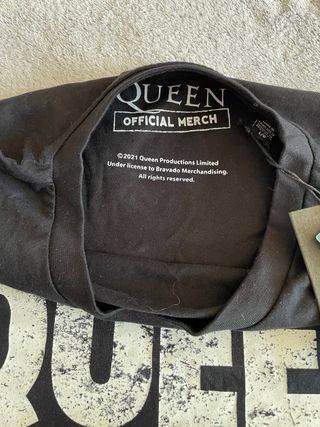 QUEEN
OFFICIAL MERCH
©2021 Queen Productions Limited
Under license to Bravado Merchandising.
All rights reserved.